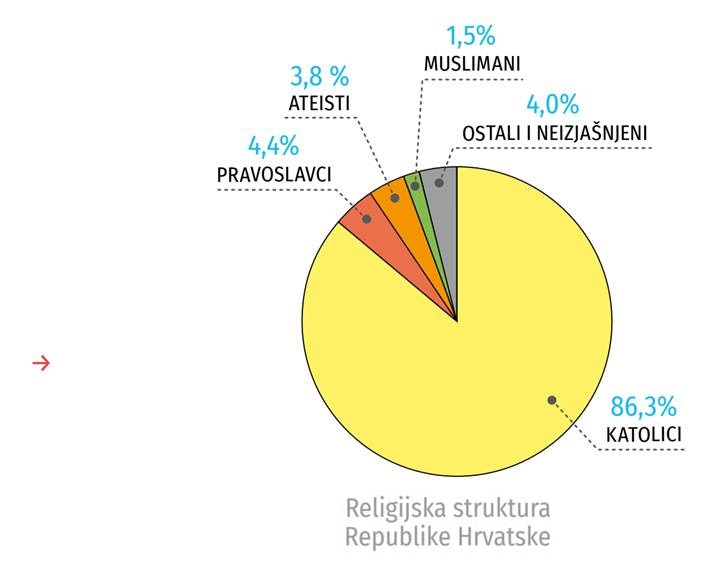 1,5%
MUSLIMANI
3,8 %
ATEISTI
4,0%
OSTALI I NEIZJAŠNJENI
4,4%
PRAVOSLAVCI
86,3%
KATOLICI
Religijska struktura
Republike Hrvatske